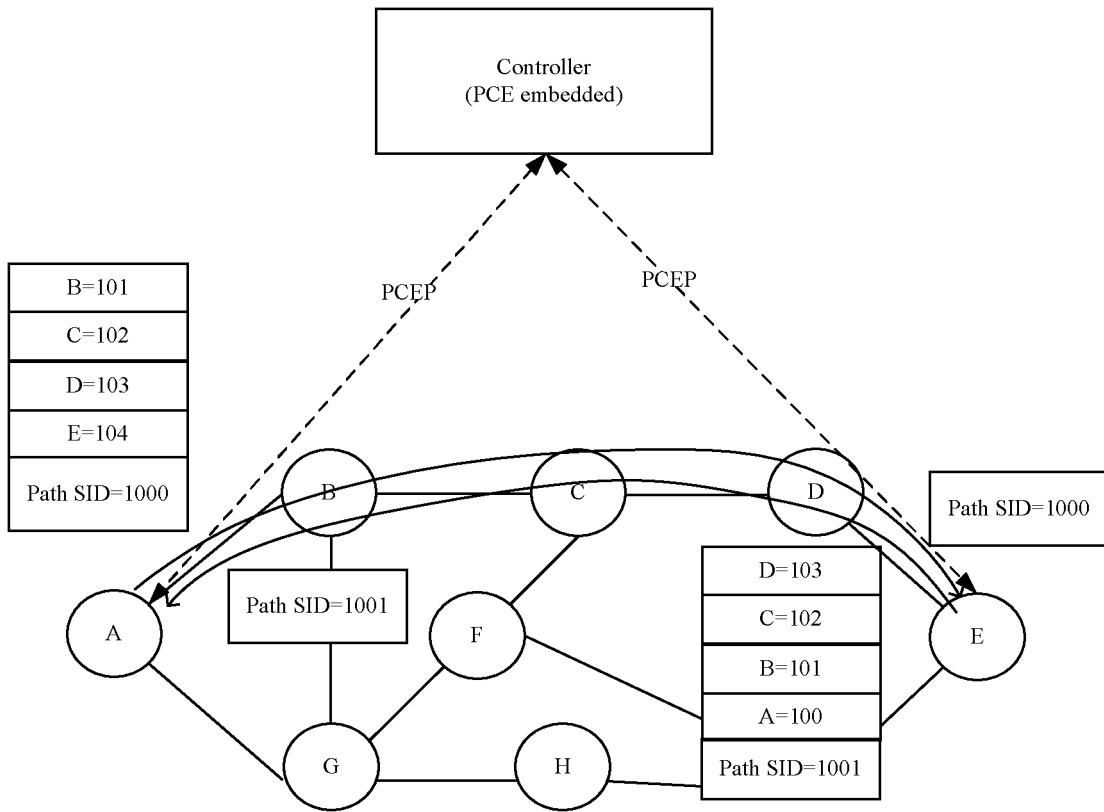 Controller
(PCE embedded)
PCEP
PCEP
B=101
C=102
D=103
E=104
Path SID=1000
B
C
D
Path SID=1000
A
Path SID=1001
F
E
D=103
C=102
B=101
A=100
Path SID=1001
G
H